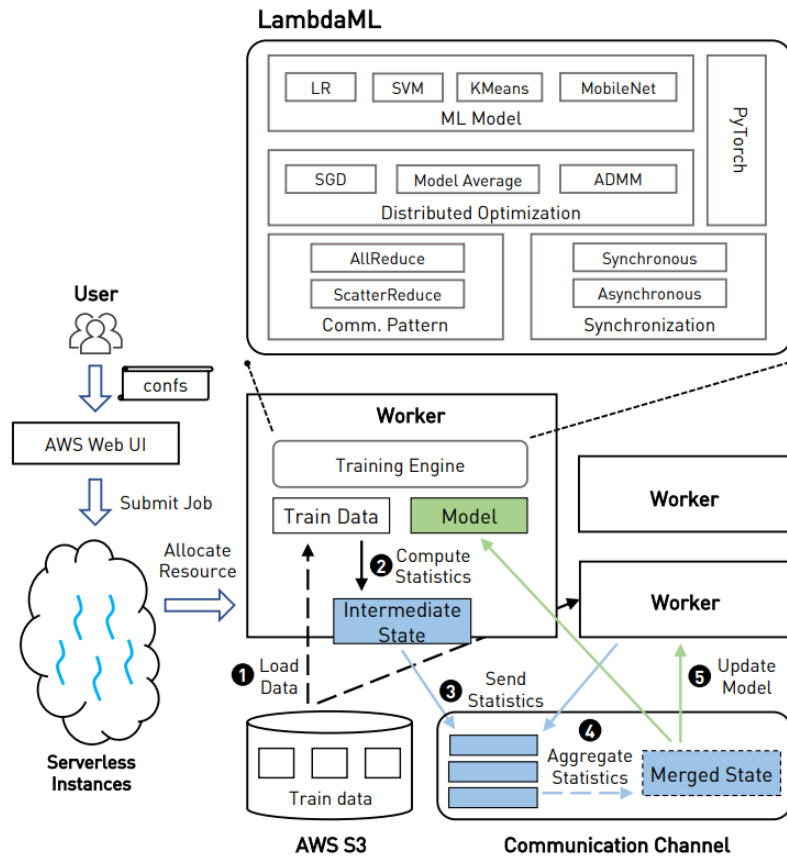 LambdaML
LR
SVM
KMeans
MobileNet
ML Model
PyTorch
SGD
Model Average
ADMM
Distributed Optimization
AllReduce
ScatterReduce
Comm. Pattern
Synchronous
Asynchronous
Synchronization
User
confs
AWS Web UI
Submit Job
Allocate
Resource
Serverless
Instances
Worker
Training Engine
Train Data
Model
2 Compute
Statistics
Intermediate
State
Worker
Worker
1 Load
Data
3 Send
Statistics
5 Update
Model
4
Aggregate
Statistics
Merged State
Train data
AWS S3
Communication Channel